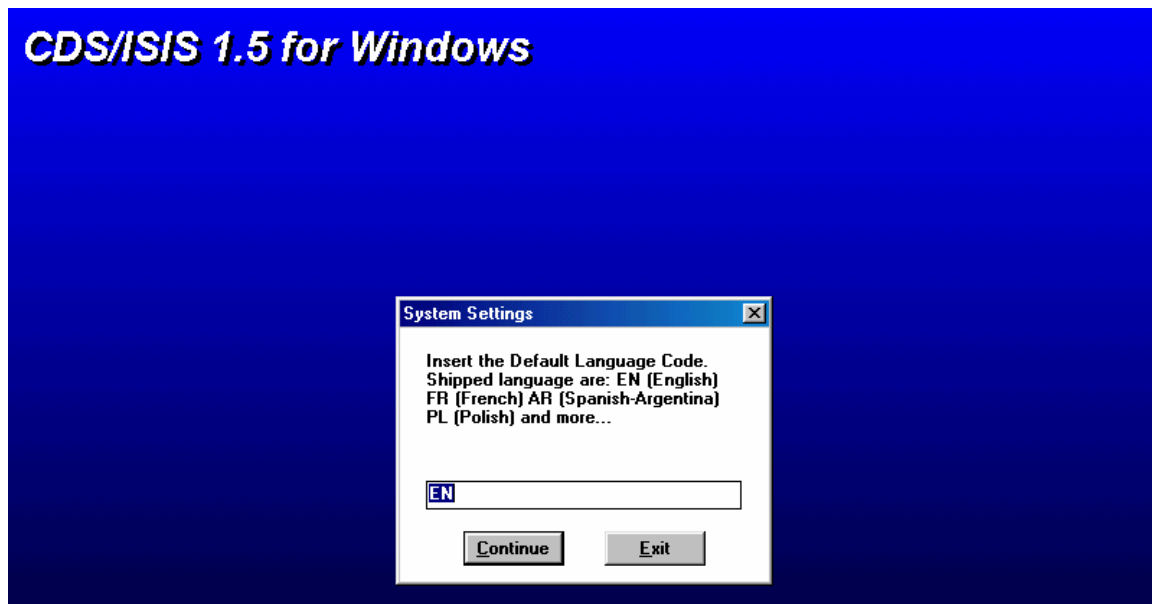 CDS/ISIS 1.5 for Windows
System Settings
Insert the Default Language Code.
Shipped language are: EN (English)
FR (French) AR (Spanish-Argentina)
PL (Polish) and more...
EN
Continue
Exit